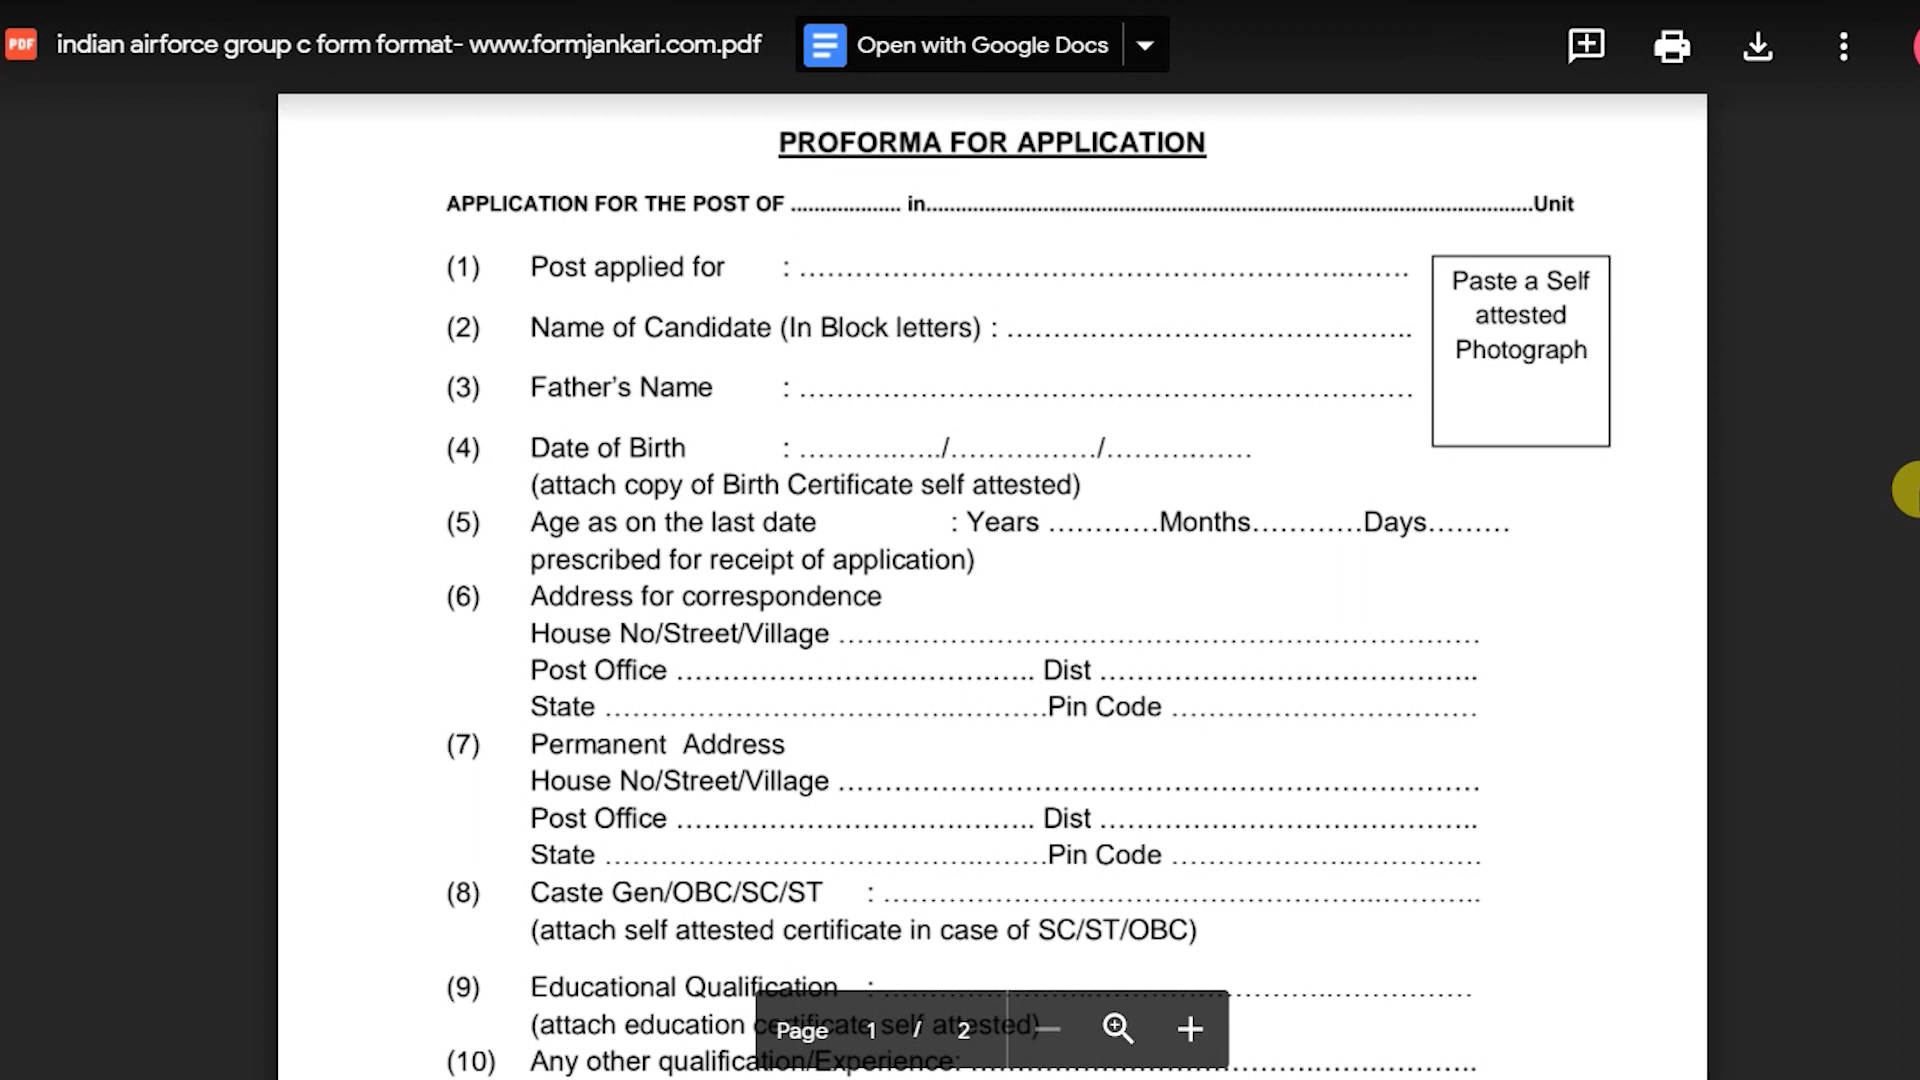 PDF indian airforce group c form format- www.formjankari.com.pdf Open with Google Docs
PROFORMA FOR APPLICATION
APPLICATION FOR THE POST OF ................... in.........................................................................................................Unit
(1) Post applied for : ……………………………………………………..…….
(2) Name of Candidate (In Block letters) : ……………………………………..
(3) Father’s Name : …………………………………………………………
(4) Date of Birth : ………..…../……………./………..…….
(attach copy of Birth Certificate self attested)
(5) Age as on the last date : Years …………Months…………Days………
prescribed for receipt of application)
(6) Address for correspondence
House No/Street/Village ……………………………………………………………
Post Office ……………………………..….. Dist …………………………………..
State ……………………………..………..Pin Code ……………………………
(7) Permanent Address
House No/Street/Village ……………………………………………………………
Post Office ……………………………..….. Dist …………………………………..
State ………………………………..……..Pin Code ………………..…………
(8) Caste Gen/OBC/SC/ST : ……………………………………………..………..
(attach self attested certificate in case of SC/ST/OBC)
(9) Educational Qualification : ……………………………………………..……………
(attach education certificate self attested)
(10) Any other qualification/Experience: ……………………………..…………..
Paste a Self
attested
Photograph
Page 1 / 2